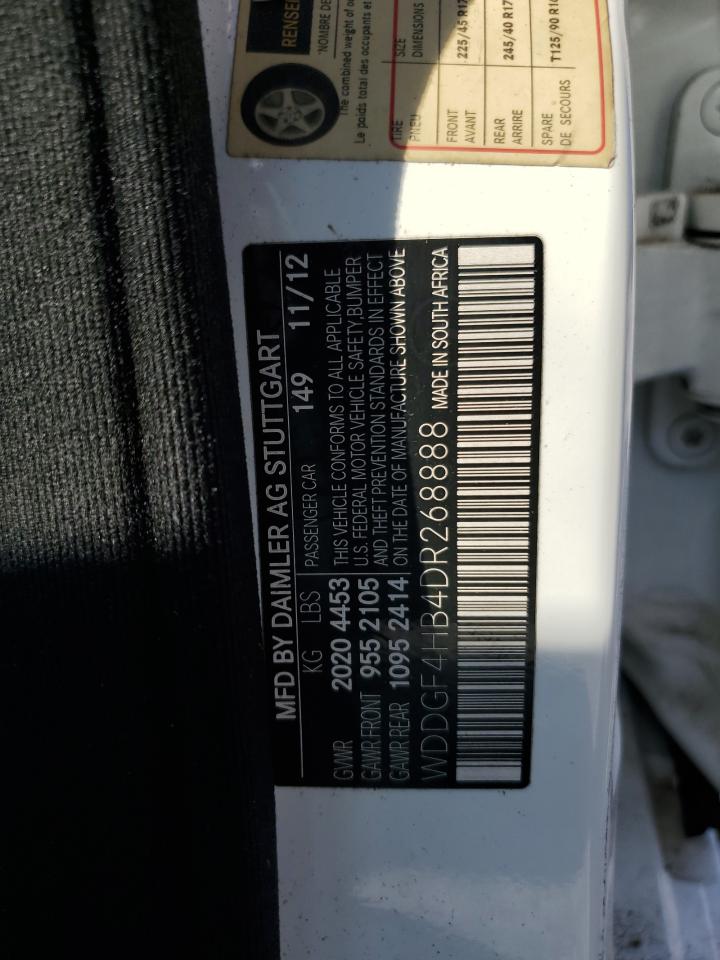 MFD BY DAIMLER AG STUTTGART
KG LBS PASSENGER CAR 149 11/12
GVWR 2020 4453
GAWR FRONT 955 2105
GAWR REAR 1095 2414
THIS VEHICLE CONFORMS TO ALL APPLICABLE
U.S. FEDERAL MOTOR VEHICLE SAFETY, BUMPER
AND THEFT PREVENTION STANDARDS IN EFFECT
ON THE DATE OF MANUFACTURE SHOWN ABOVE
WDDGF4HB4DR268888 MADE IN SOUTH AFRICA
"NOMBRE DE
The combined weight of
Le poids total des occupants et
TIRE SIZE
PNEU DIMENSIONS
FRONT 225/45 R17
AVANT
REAR 245/40 R17
ARRIERE
SPARE T125/90
DE SECOURS